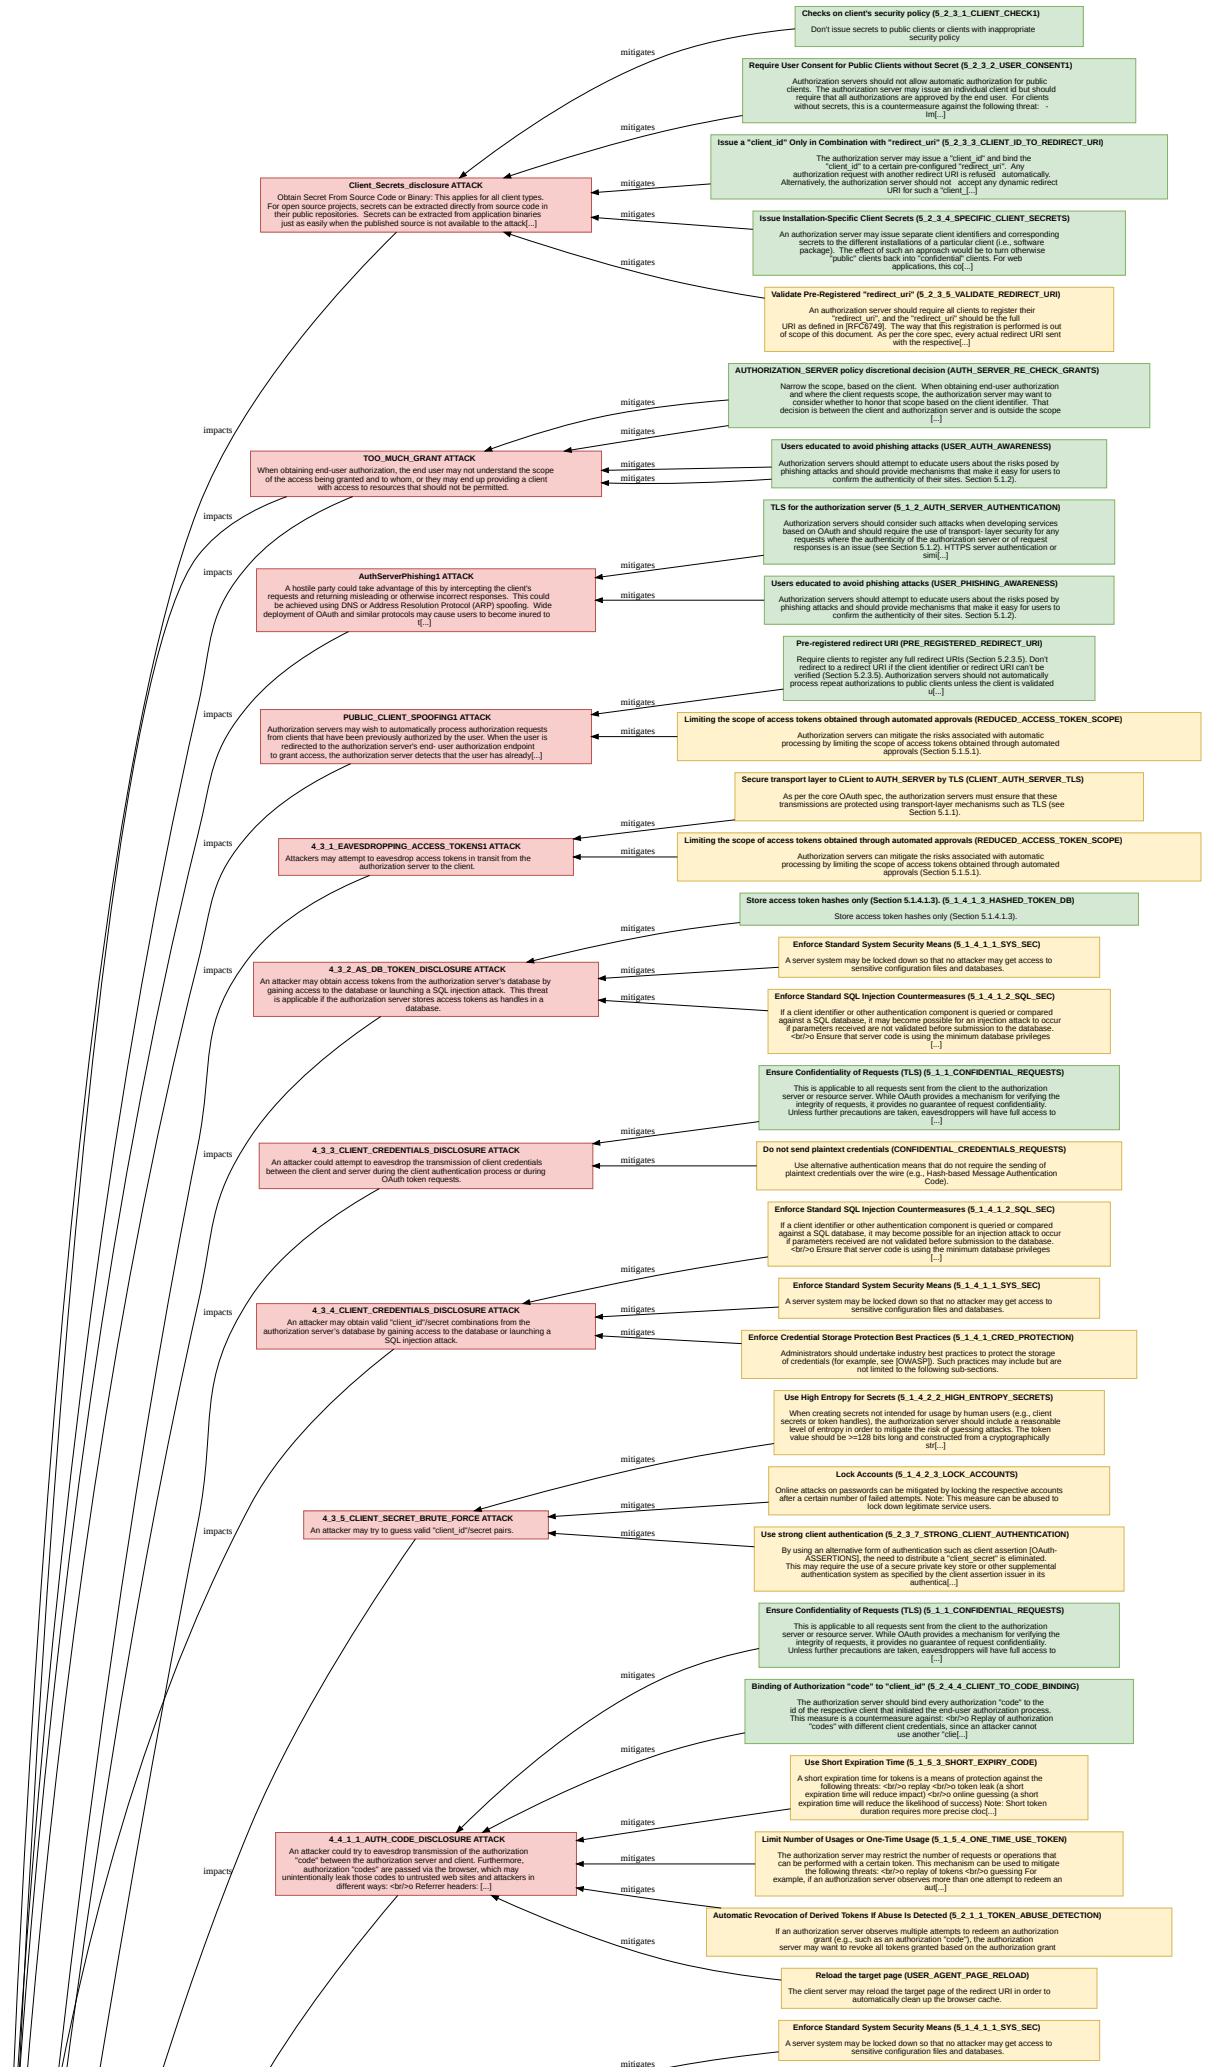 Checks on client's security policy (5_2_3_1_CLIENT_CHECK1)
Don't issue secrets to public clients or clients with inappropriate
security policy
mitigates
Require User Consent for Public Clients without Secret (5_2_3_2_USER_CONSENT1)
Authorization servers should not allow automatic authorization for public
clients. The authorization server may issue an individual client id but should
require that all authorizations are approved by the end user. For clients
without secrets, this is a countermeasure against the following threat: -
Im[...]
mitigates
Issue a "client_id" Only in Combination with "redirect_uri" (5_2_3_3_CLIENT_ID_TO_REDIRECT_URI)
The authorization server may issue a "client_id" and bind the
"client_id" to a certain pre-configured "redirect_uri". Any
authorization request with another redirect URI is refused automatically.
Alternatively, the authorization server should not accept any dynamic redirect
URI for such a "client_[...]
mitigates
Client_Secrets_disclosure ATTACK
Obtain Secret From Source Code or Binary: This applies for all client types.
For open source projects, secrets can be extracted directly from source code in
their public repositories. Secrets can be extracted from application binaries
just as easily when the published source is not available to the attack[...]
mitigates
Issue Installation-Specific Client Secrets (5_2_3_4_SPECIFIC_CLIENT_SECRETS)
An authorization server may issue separate client identifiers and corresponding
secrets to the different installations of a particular client (i.e., software
package). The effect of such an approach would be to turn otherwise
"public" clients back into "confidential" clients. For web
applications, this co[...]
mitigates
Validate Pre-Registered "redirect_uri" (5_2_3_5_VALIDATE_REDIRECT_URI)
An authorization server should require all clients to register their
"redirect_uri", and the "redirect_uri" should be the full
URI as defined in [RFC6749]. The way that this registration is performed is out
of scope of this document. As per the core spec, every actual redirect URI sent
with the respective[...]
AUTHORIZATION_SERVER policy discretional decision (AUTH_SERVER_RE_CHECK_GRANTS)
Narrow the scope, based on the client. When obtaining end-user authorization
and where the client requests scope, the authorization server may want to
consider whether to honor that scope based on the client identifier. That
decision is between the client and authorization server and is outside the scope
[...]
mitigates
impacts
mitigates
TOO_MUCH_GRANT ATTACK
When obtaining end-user authorization, the end user may not understand the scope
of the access being granted and to whom, or they may end up providing a client
with access to resources that should not be permitted.
mitigates
mitigates
Users educated to avoid phishing attacks (USER_AUTH_AWARENESS)
Authorization servers should attempt to educate users about the risks posed by
phishing attacks and should provide mechanisms that make it easy for users to
confirm the authenticity of their sites. Section 5.1.2).
impacts
TLS for the authorization server (5_1_2_AUTH_SERVER_AUTHENTICATION)
Authorization servers should consider such attacks when developing services
based on OAuth and should require the use of transport- layer security for any
requests where the authenticity of the authorization server or of request
responses is an issue (see Section 5.1.2). HTTPS server authentication or
simi[...]
mitigates
impacts
AuthServerPhishing1 ATTACK
A hostile party could take advantage of this by intercepting the client's
requests and returning misleading or otherwise incorrect responses. This could
be achieved using DNS or Address Resolution Protocol (ARP) spoofing. Wide
deployment of OAuth and similar protocols may cause users to become inured to
t[...]
mitigates
Users educated to avoid phishing attacks (USER_PHISHING_AWARENESS)
Authorization servers should attempt to educate users about the risks posed by
phishing attacks and should provide mechanisms that make it easy for users to
confirm the authenticity of their sites. Section 5.1.2).
Pre-registered redirect URI (PRE_REGISTERED_REDIRECT_URI)
Require clients to register any full redirect URIs (Section 5.2.3.5). Don't
redirect to a redirect URI if the client identifier or redirect URI can't be
verified (Section 5.2.3.5). Authorization servers should not automatically
process repeat authorizations to public clients unless the client is validated
u[...]
mitigates
impacts
PUBLIC_CLIENT_SPOOFING1 ATTACK
Authorization servers may wish to automatically process authorization requests
from clients that have been previously authorized by the user. When the user is
redirected to the authorization server's end- user authorization endpoint
to grant access, the authorization server detects that the user has already[...]
mitigates
Limiting the scope of access tokens obtained through automated approvals (REDUCED_ACCESS_TOKEN_SCOPE)
Authorization servers can mitigate the risks associated with automatic
processing by limiting the scope of access tokens obtained through automated
approvals (Section 5.1.5.1).
Secure transport layer to CLient to AUTH_SERVER by TLS (CLIENT_AUTH_SERVER_TLS)
As per the core OAuth spec, the authorization servers must ensure that these
transmissions are protected using transport-layer mechanisms such as TLS (see
Section 5.1.1).
mitigates
impacts
4_3_1_EAVESDROPPING_ACCESS_TOKENS1 ATTACK
Attackers may attempt to eavesdrop access tokens in transit from the
authorization server to the client.
mitigates
Limiting the scope of access tokens obtained through automated approvals (REDUCED_ACCESS_TOKEN_SCOPE)
Authorization servers can mitigate the risks associated with automatic
processing by limiting the scope of access tokens obtained through automated
approvals (Section 5.1.5.1).
Store access token hashes only (Section 5.1.4.1.3). (5_1_4_1_3_HASHED_TOKEN_DB)
Store access token hashes only (Section 5.1.4.1.3).
mitigates
impacts
4_3_2_AS_DB_TOKEN_DISCLOSURE ATTACK
An attacker may obtain access tokens from the authorization server's database by
gaining access to the database or launching a SQL injection attack. This threat
is applicable if the authorization server stores access tokens as handles in a
database.
mitigates
Enforce Standard System Security Means (5_1_4_1_1_SYS_SEC)
A server system may be locked down so that no attacker may get access to
sensitive configuration files and databases.
mitigates
Enforce Standard SQL Injection Countermeasures (5_1_4_1_2_SQL_SEC)
If a client identifier or other authentication component is queried or compared
against a SQL database, it may become possible for an injection attack to occur
if parameters received are not validated before submission to the database.
<br/>o Ensure that server code is using the minimum database privileges
[...]
Ensure Confidentiality of Requests (TLS) (5_1_1_CONFIDENTIAL_REQUESTS)
This is applicable to all requests sent from the client to the authorization
server or resource server. While OAuth provides a mechanism for verifying the
integrity of requests, it provides no guarantee of request confidentiality.
Unless further precautions are taken, eavesdroppers will have full access to
[...]
mitigates
impacts
4_3_3_CLIENT_CREDENTIALS_DISCLOSURE ATTACK
An attacker could attempt to eavesdrop the transmission of client credentials
between the client and server during the client authentication process or during
OAuth token requests.
mitigates
Do not send plaintext credentials (CONFIDENTIAL_CREDENTIALS_REQUESTS)
Use alternative authentication means that do not require the sending of
plaintext credentials over the wire (e.g., Hash-based Message Authentication
Code).
Enforce Standard SQL Injection Countermeasures (5_1_4_1_2_SQL_SEC)
If a client identifier or other authentication component is queried or compared
against a SQL database, it may become possible for an injection attack to occur
if parameters received are not validated before submission to the database.
<br/>o Ensure that server code is using the minimum database privileges
[...]
mitigates
impacts
4_3_4_CLIENT_CREDENTIALS_DISCLOSURE ATTACK
An attacker may obtain valid "client_id"/secret combinations from the
authorization server's database by gaining access to the database or launching a
SQL injection attack.
mitigates
Enforce Standard System Security Means (5_1_4_1_1_SYS_SEC)
A server system may be locked down so that no attacker may get access to
sensitive configuration files and databases.
mitigates
Enforce Credential Storage Protection Best Practices (5_1_4_1_CRED_PROTECTION)
Administrators should undertake industry best practices to protect the storage
of credentials (for example, see [OWASP]). Such practices may include but are
not limited to the following sub-sections.
Use High Entropy for Secrets (5_1_4_2_2_HIGH_ENTROPY_SECRETS)
When creating secrets not intended for usage by human users (e.g., client
secrets or token handles), the authorization server should include a reasonable
level of entropy in order to mitigate the risk of guessing attacks. The token
value should be >=128 bits long and constructed from a cryptographically
str[...]
mitigates
Lock Accounts (5_1_4_2_3_LOCK_ACCOUNTS)
Online attacks on passwords can be mitigated by locking the respective accounts
after a certain number of failed attempts. Note: This measure can be abused to
lock down legitimate service users.
mitigates
impacts
4_3_5_CLIENT_SECRET_BRUTE_FORCE ATTACK
An attacker may try to guess valid "client_id"/secret pairs.
mitigates
Use strong client authentication (5_2_3_7_STRONG_CLIENT_AUTHENTICATION)
By using an alternative form of authentication such as client assertion [OAuth-
ASSERTIONS], the need to distribute a "client_secret" is eliminated.
This may require the use of a secure private key store or other supplemental
authentication system as specified by the client assertion issuer in its
authentica[...]
Ensure Confidentiality of Requests (TLS) (5_1_1_CONFIDENTIAL_REQUESTS)
This is applicable to all requests sent from the client to the authorization
server or resource server. While OAuth provides a mechanism for verifying the
integrity of requests, it provides no guarantee of request confidentiality.
Unless further precautions are taken, eavesdroppers will have full access to
[...]
mitigates
Binding of Authorization "code" to "client_id" (5_2_4_4_CLIENT_TO_CODE_BINDING)
The authorization server should bind every authorization "code" to the
id of the respective client that initiated the end-user authorization process.
This measure is a countermeasure against: <br/>o Replay of authorization
"codes" with different client credentials, since an attacker cannot
use another "clie[...]
mitigates
Use Short Expiration Time (5_1_5_3_SHORT_EXPIRY_CODE)
A short expiration time for tokens is a means of protection against the
following threats: <br/>o replay <br/>o token leak (a short
expiration time will reduce impact) <br/>o online guessing (a short
expiration time will reduce the likelihood of success) Note: Short token
duration requires more precise cloc[...]
mitigates
impacts
4_4_1_1_AUTH_CODE_DISCLOSURE ATTACK
An attacker could try to eavesdrop transmission of the authorization
"code" between the authorization server and client. Furthermore,
authorization "codes" are passed via the browser, which may
unintentionally leak those codes to untrusted web sites and attackers in
different ways: <br/>o Referrer headers: [...]
mitigates
Limit Number of Usages or One-Time Usage (5_1_5_4_ONE_TIME_USE_TOKEN)
The authorization server may restrict the number of requests or operations that
can be performed with a certain token. This mechanism can be used to mitigate
the following threats: <br/>o replay of tokens <br/>o guessing For
example, if an authorization server observes more than one attempt to redeem an
aut[...]
mitigates
Automatic Revocation of Derived Tokens If Abuse Is Detected (5_2_1_1_TOKEN_ABUSE_DETECTION)
If an authorization server observes multiple attempts to redeem an authorization
grant (e.g., such as an authorization "code"), the authorization
server may want to revoke all tokens granted based on the authorization grant
mitigates
Reload the target page (USER_AGENT_PAGE_RELOAD)
The client server may reload the target page of the redirect URI in order to
automatically clean up the browser cache.
Enforce Standard System Security Means (5_1_4_1_1_SYS_SEC)
A server system may be locked down so that no attacker may get access to
sensitive configuration files and databases.
mitigates